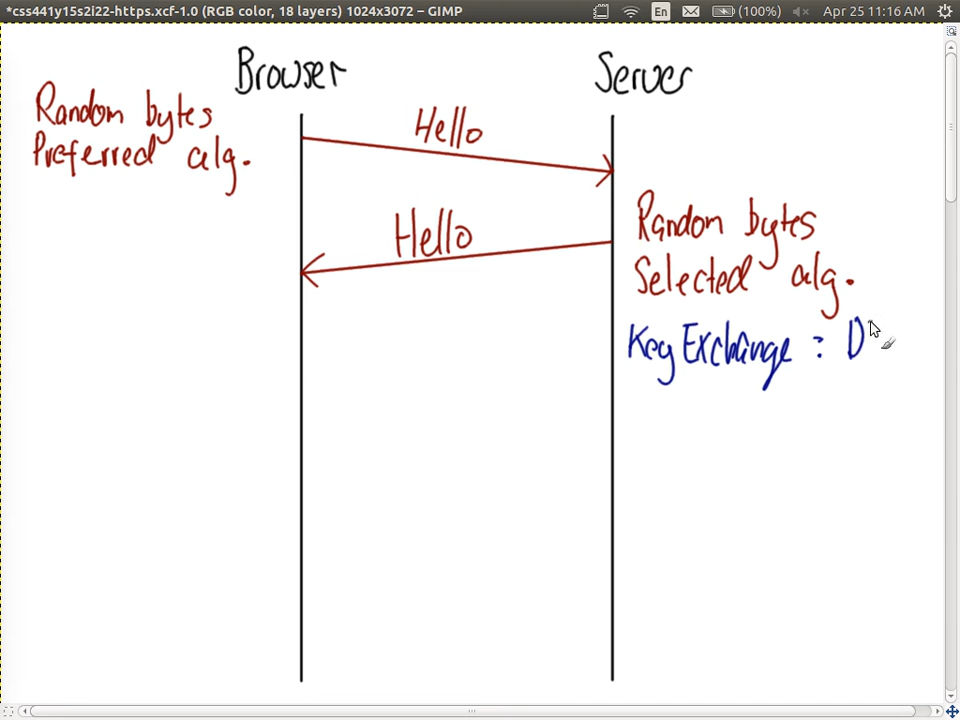 *css441y15s2i22-https.xcf-1.0 (RGB color, 18 layers) 1024x3072 – GIMP
En
(100%)
Apr 25 11:16 AM
Browser
Server
Random bytes
Preferred alg.
Hello
Hello
Random bytes
Selected alg.
Key Exchange : D